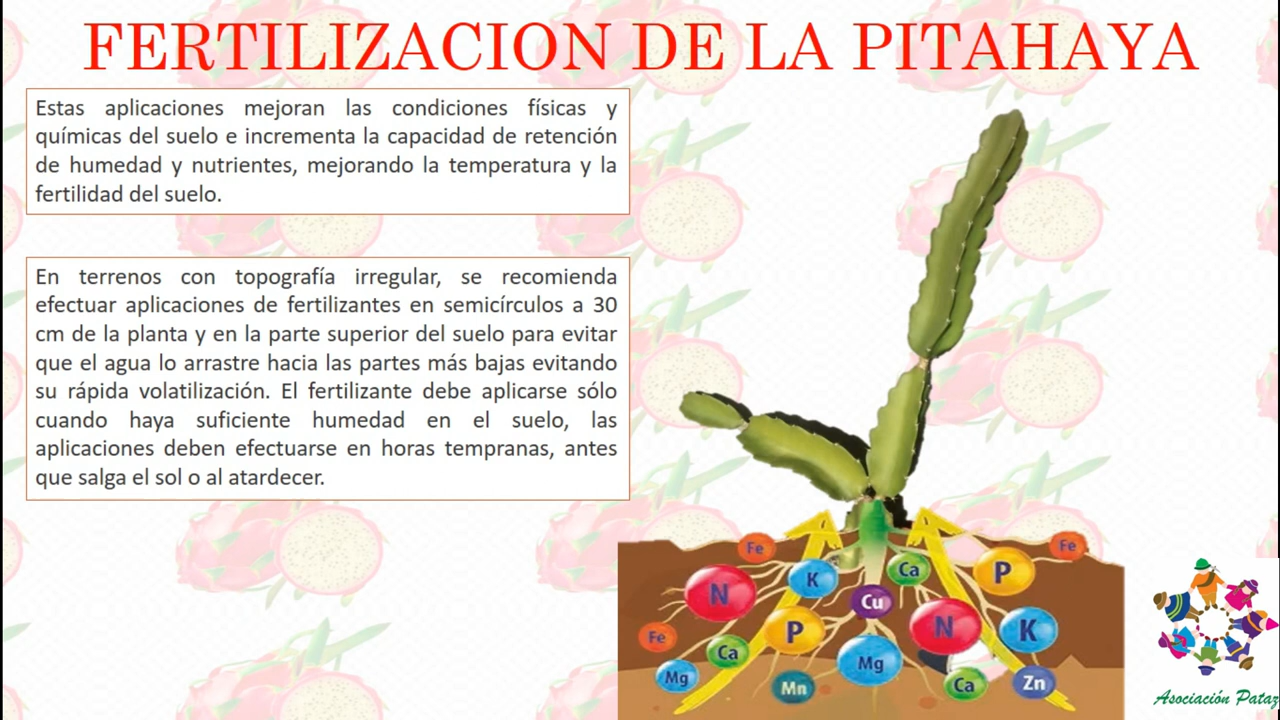 FERTILIZACION DE LA PITAHAYA
Estas aplicaciones mejoran las condiciones físicas y
químicas del suelo e incrementa la capacidad de retención
de humedad y nutrientes, mejorando la temperatura y la
fertilidad del suelo.
En terrenos con topografía irregular, se recomienda
efectuar aplicaciones de fertilizantes en semicírculos a 30
cm de la planta y en la parte superior del suelo para evitar
que el agua lo arrastre hacia las partes más bajas evitando
su rápida volatilización. El fertilizante debe aplicarse sólo
cuando haya suficiente humedad en el suelo, las
aplicaciones deben efectuarse en horas tempranas, antes
que salga el sol o al atardecer.
Fe
Fe
K
Ca
P
N
Cu
Fe
P
N
K
Ca
Mg
Mg
Mn
Ca
Zn
Asociación Pataz